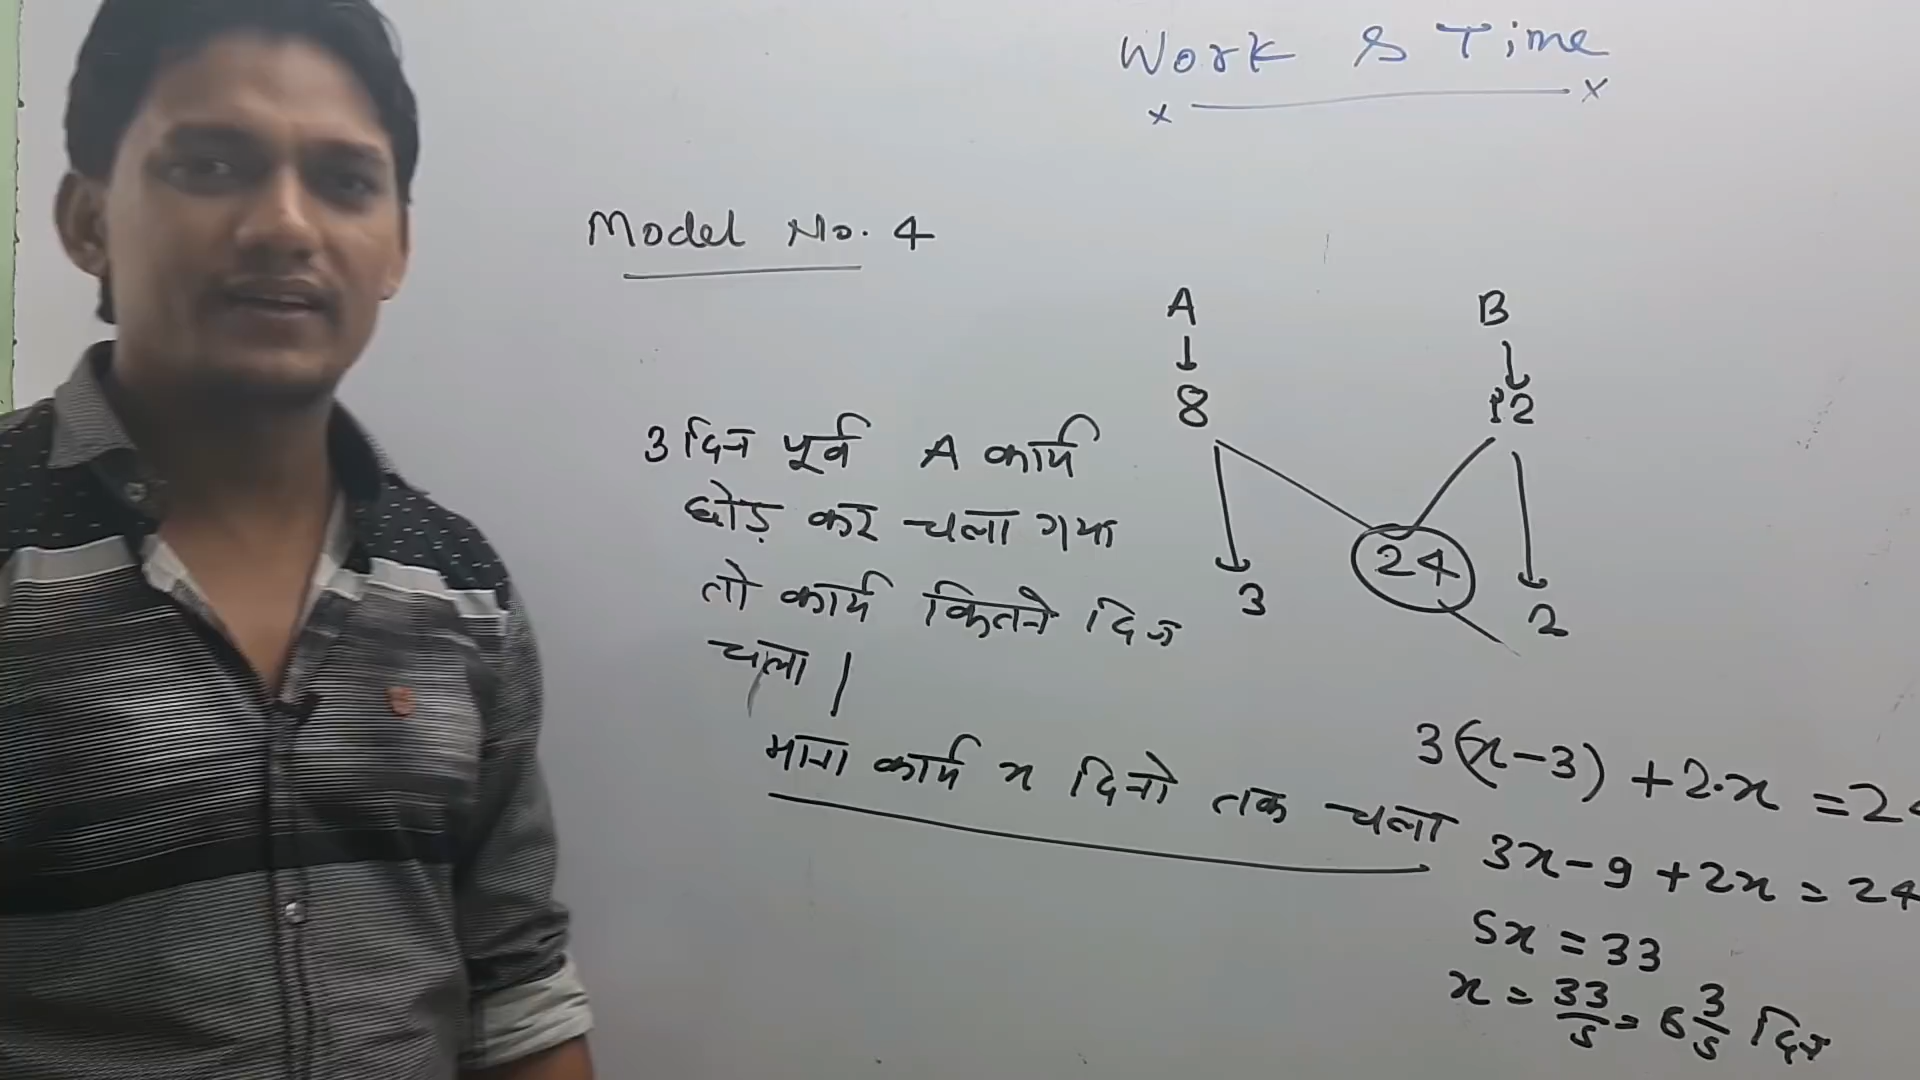 Work & Time
x x
Model No. 4
A B
8 12
24
3 2
3 दिन पूर्व A कार्य
छोड़ कर चला गया
तो कार्य कितने दिन
चला |
माना कार्य x दिनो तक चला
3(x-3) +2.x =24
3x-9 +2x = 24
5x = 33
x = 33/5 = 6 3/5 दिन